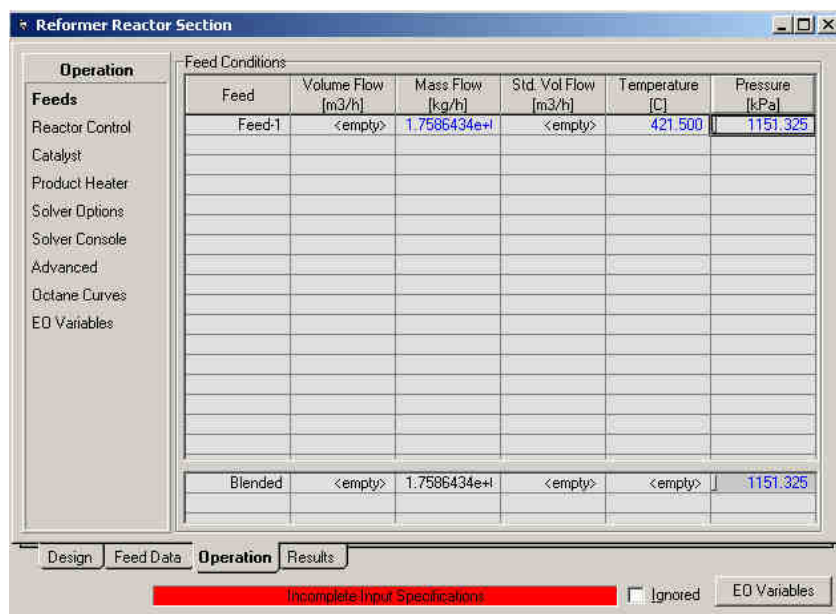 Reformer Reactor Section
Operation
Feeds
Reactor Control
Catalyst
Product Heater
Solver Options
Solver Console
Advanced
Octane Curves
EO Variables
Feed Conditions
Feed Volume Flow [m3/h] Mass Flow [kg/h] Std. Vol Flow [m3/h] Temperature [C] Pressure [kPa]
Feed-1 <empty> 1.7586434e+ <empty> 421.500 1151.325
Blended <empty> 1.7586434e+ <empty> <empty> 1151.325
Design Feed Data Operation Results
Incomplete Input Specifications Ignored EO Variables